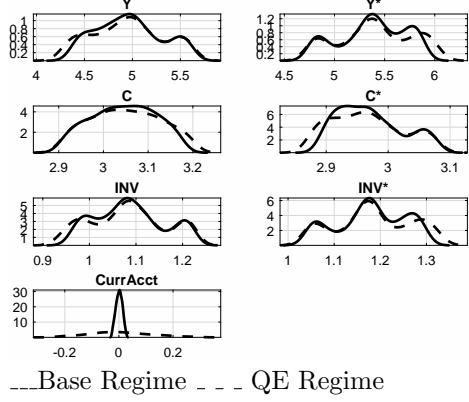 Y Y*
1
0.8
0.6
0.4
0.2
4 4.5 5 5.5
1.2
1
0.8
0.6
0.4
0.2
4.5 5 5.5 6
C C*
4
2
2.9 3 3.1 3.2
6
4
2
2.9 3 3.1
INV INV*
5
4
3
2
1
0.9 1 1.1 1.2
6
4
2
1 1.1 1.2 1.3
CurrAcct
30
20
10
-0.2 0 0.2
___Base Regime _ _ _ QE Regime